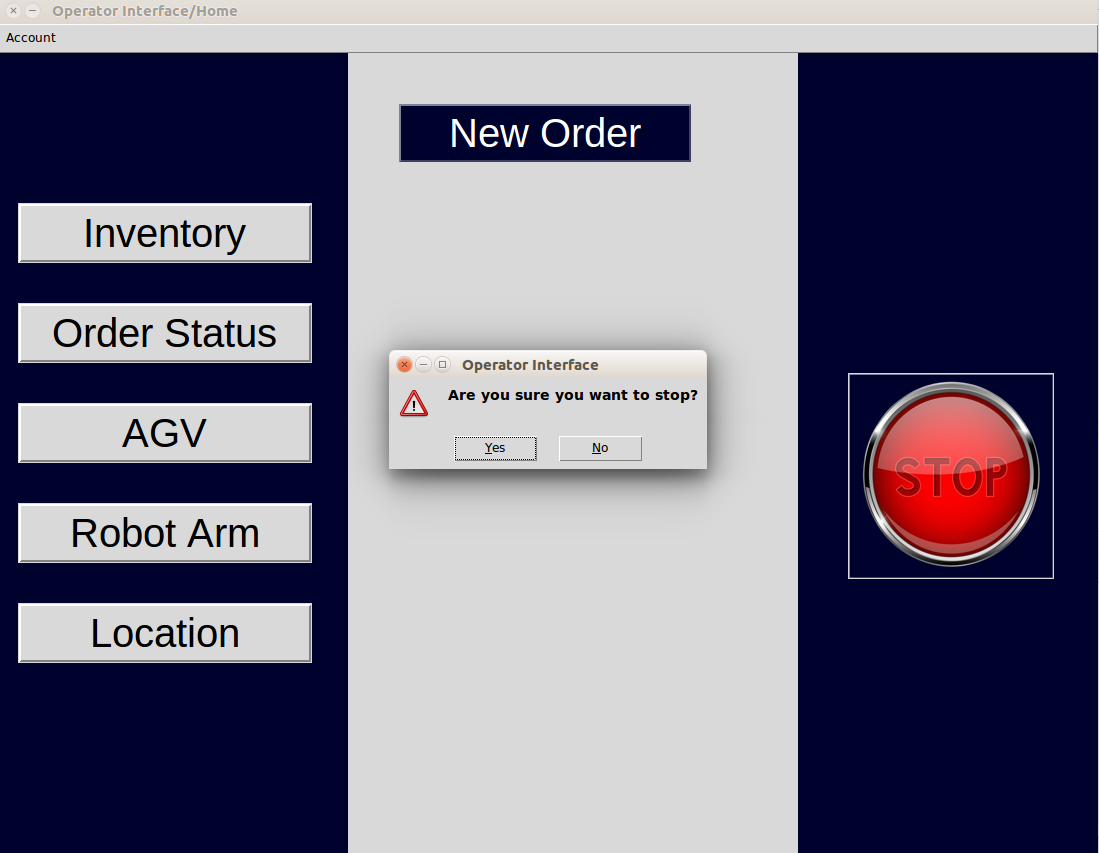 Operator Interface/Home
Account
New Order
Inventory
Order Status
AGV
Robot Arm
Location
Operator Interface
Are you sure you want to stop?
Yes
No
STOP